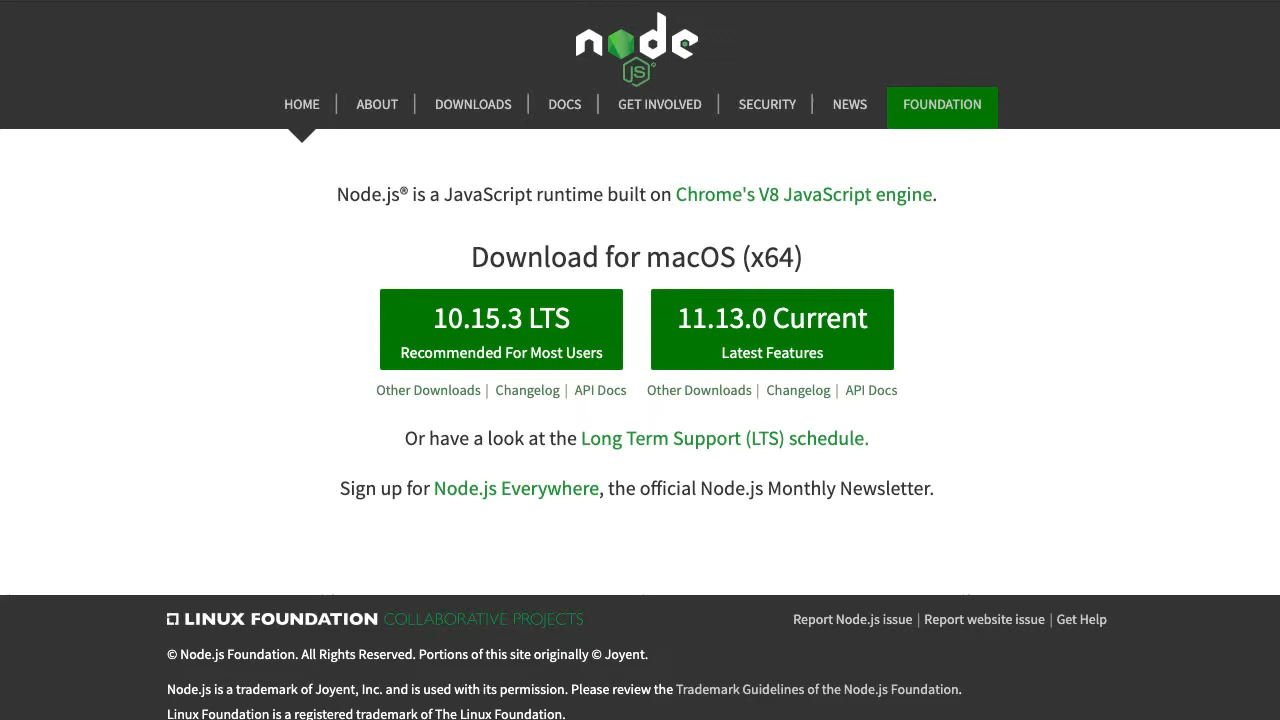 node
JS
HOME | ABOUT | DOWNLOADS | DOCS | GET INVOLVED | SECURITY | NEWS FOUNDATION
Node.js® is a JavaScript runtime built on Chrome's V8 JavaScript engine.
Download for macOS (x64)
10.15.3 LTS
Recommended For Most Users
11.13.0 Current
Latest Features
Other Downloads | Changelog | API Docs
Other Downloads | Changelog | API Docs
Or have a look at the Long Term Support (LTS) schedule.
Sign up for Node.js Everywhere, the official Node.js Monthly Newsletter.
LINUX FOUNDATION COLLABORATIVE PROJECTS
Report Node.js issue | Report website issue | Get Help
© Node.js Foundation. All Rights Reserved. Portions of this site originally © Joyent.
Node.js is a trademark of Joyent, Inc. and is used with its permission. Please review the Trademark Guidelines of the Node.js Foundation.
Linux Foundation is a registered trademark of The Linux Foundation.